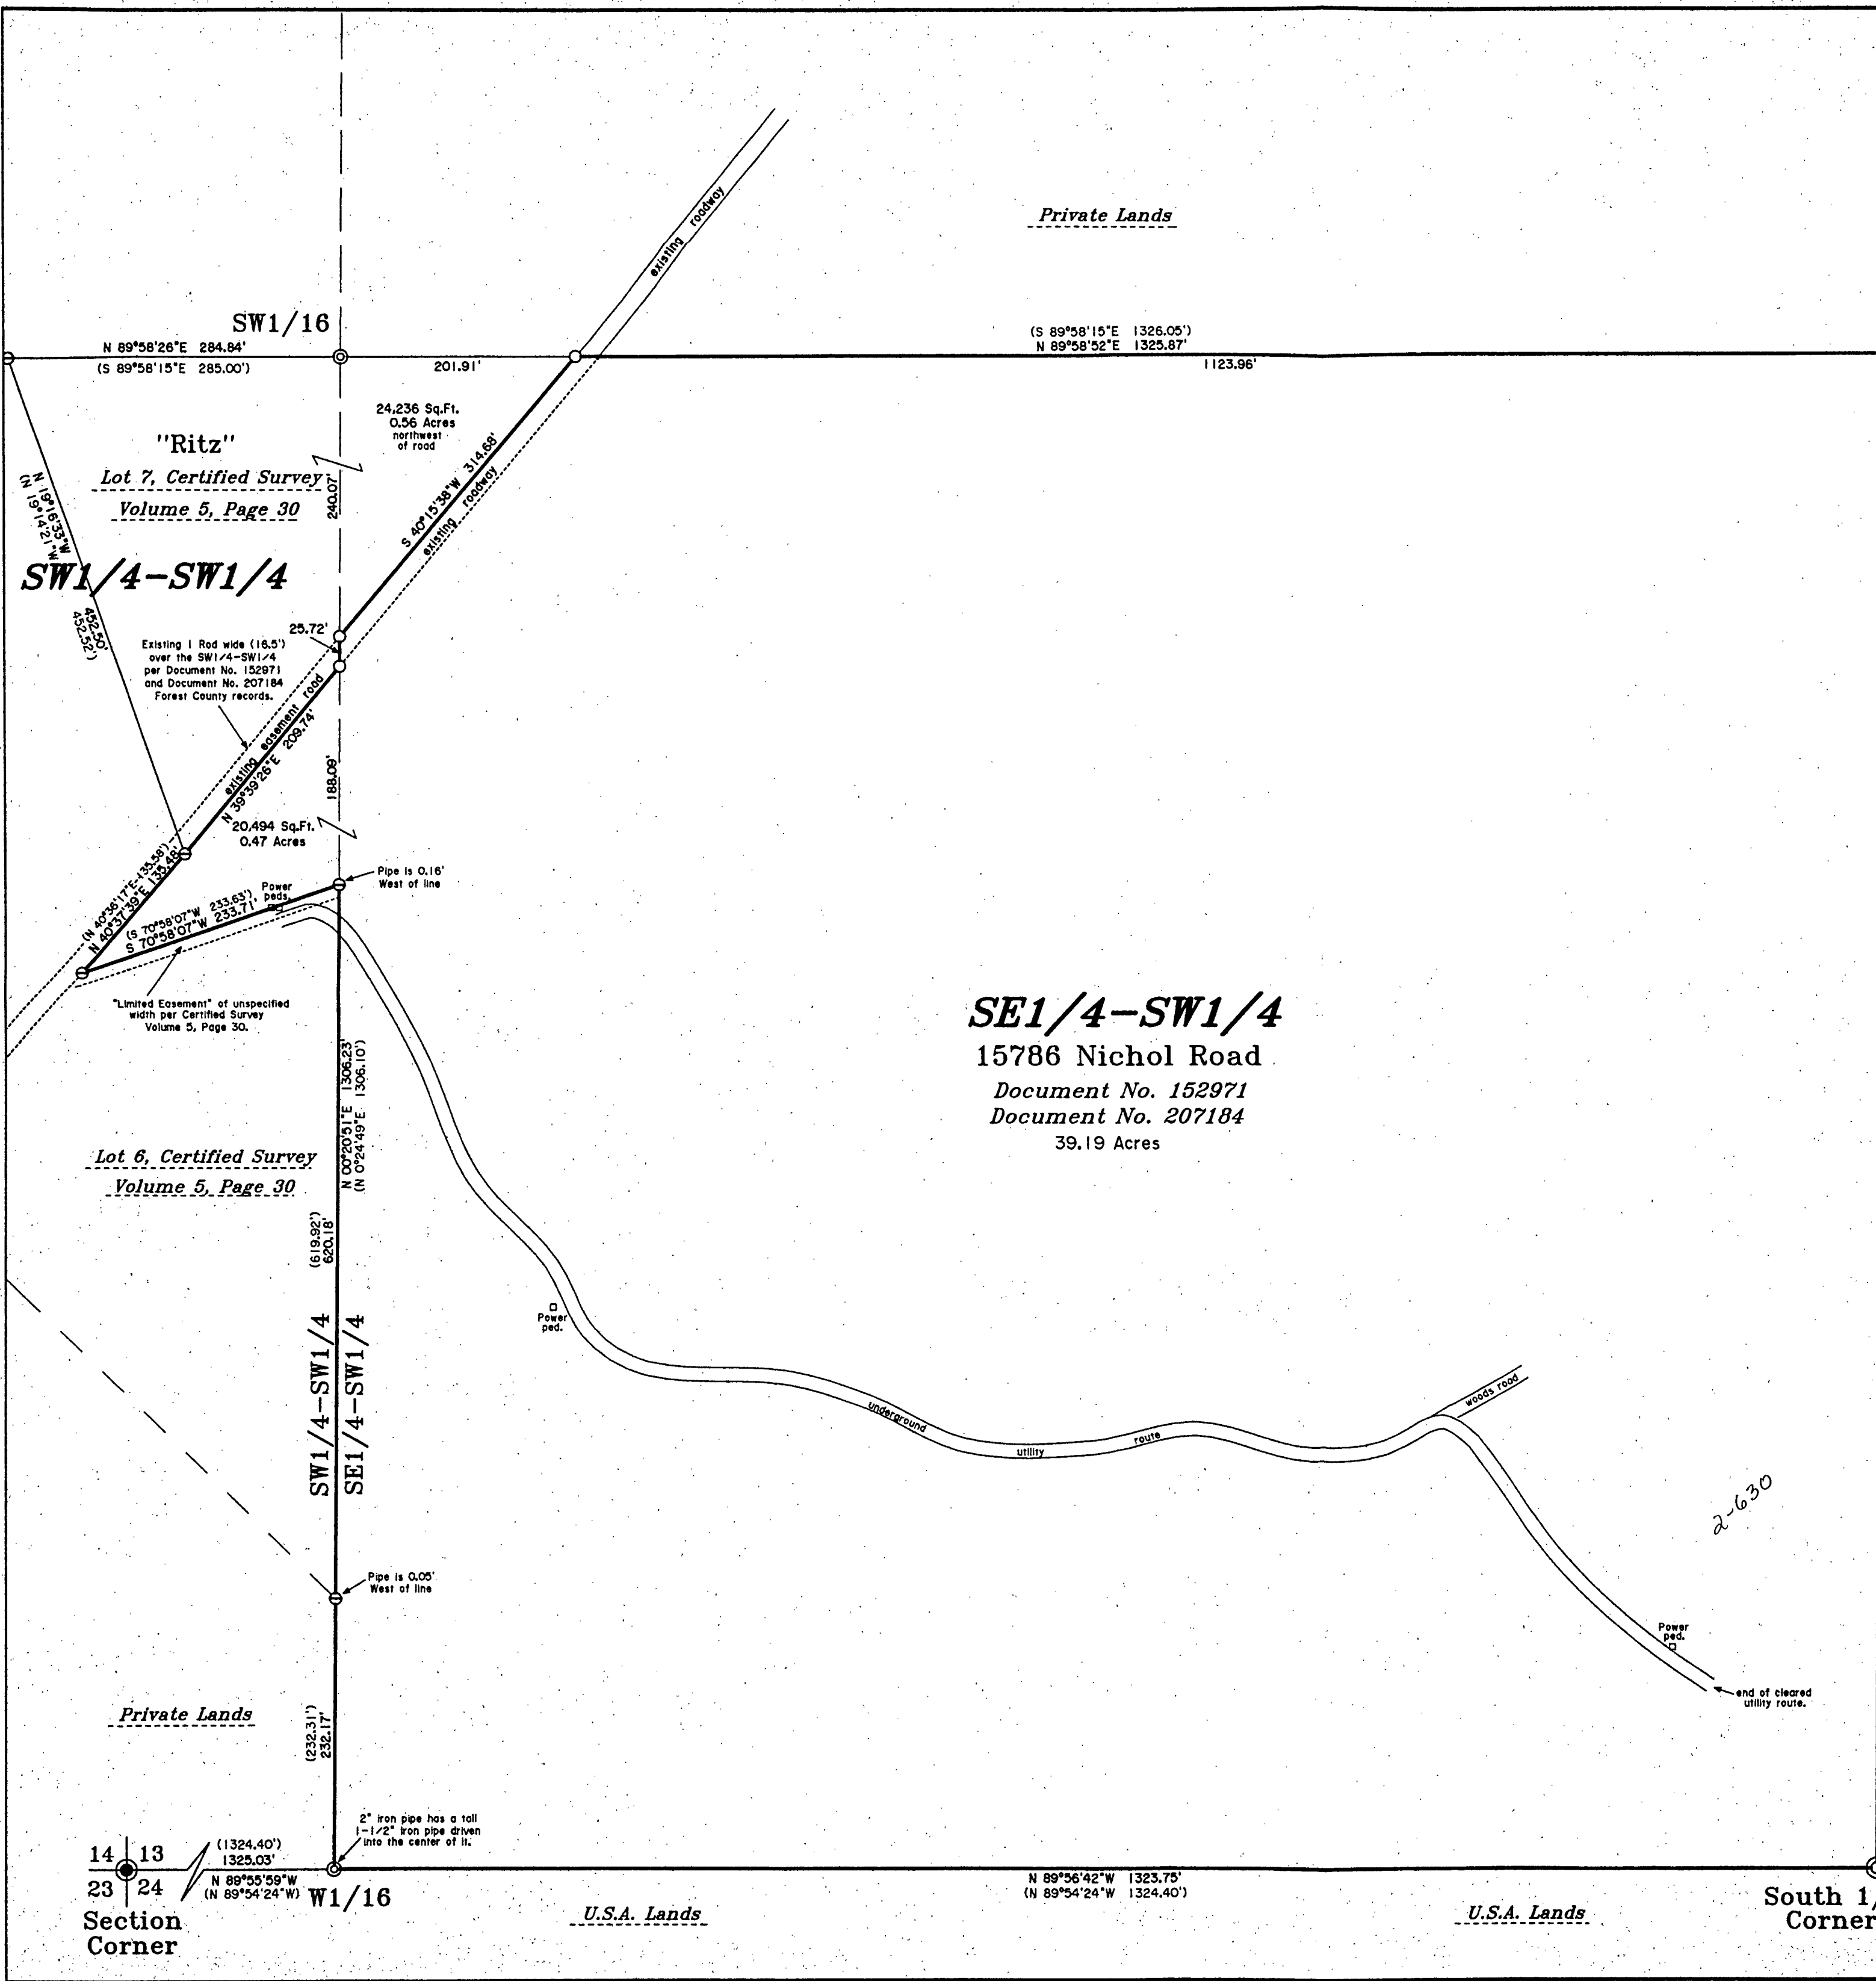 Private Lands
existing roadway
SW1/16
N 89°58'26"E 284.84'
(S 89°58'15"E 285.00')
201.91'
(S 89°58'15"E 1326.05')
N 89°58'52"E 1325.87'
1123.96'
24,236 Sq.Ft.
0.56 Acres
northwest
of road
"Ritz"
Lot 7, Certified Survey
Volume 5, Page 30
240.07'
S 40°15'38"W 314.68'
existing roadway
N 19°16'33"W 452.50'
(N 19°14'21"W 452.52')
SW1/4-SW1/4
25.72'
Existing 1 Rod wide (16.5')
over the SW1/4-SW1/4
per Document No. 152971
and Document No. 207184
Forest County records.
existing easement road
N 39°39'26"E 209.74'
188.09'
20,494 Sq.Ft.
0.47 Acres
Pipe is 0.16'
West of line
(N 40°36'17"E 135.58')
N 40°37'39"E 135.48'
Power
peds.
(S 70°58'07"W 233.63')
S 70°58'07"W 233.71'
"Limited Easement" of unspecified
width per Certified Survey
Volume 5, Page 30.
SE1/4-SW1/4
15786 Nichol Road
Document No. 152971
Document No. 207184
39.19 Acres
N 00°20'51"E 1306.23'
(N 0°24'49"E 1306.10')
Lot 6, Certified Survey
Volume 5, Page 30
(619.92')
620.18'
Power
ped.
SW1/4-SW1/4
SE1/4-SW1/4
underground utility route
woods road
2-630
Pipe is 0.05'
West of line
Power
ped.
end of cleared
utility route.
Private Lands
(232.31')
232.17'
2" iron pipe has a tall
1-1/2" iron pipe driven
into the center of it.
14 13
23 24
(1324.40')
1325.03'
N 89°55'59"W
(N 89°54'24"W)
W1/16
Section
Corner
N 89°56'42"W 1323.75'
(N 89°54'24"W 1324.40')
U.S.A. Lands
U.S.A. Lands
South 1/
Corner